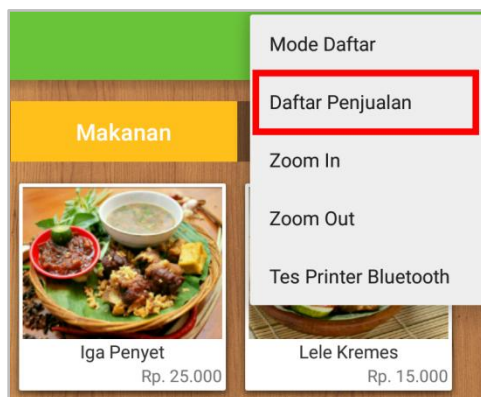 Mode Daftar
Daftar Penjualan
Zoom In
Zoom Out
Tes Printer Bluetooth
Makanan
Iga Penyet
Rp. 25.000
Lele Kremes
Rp. 15.000